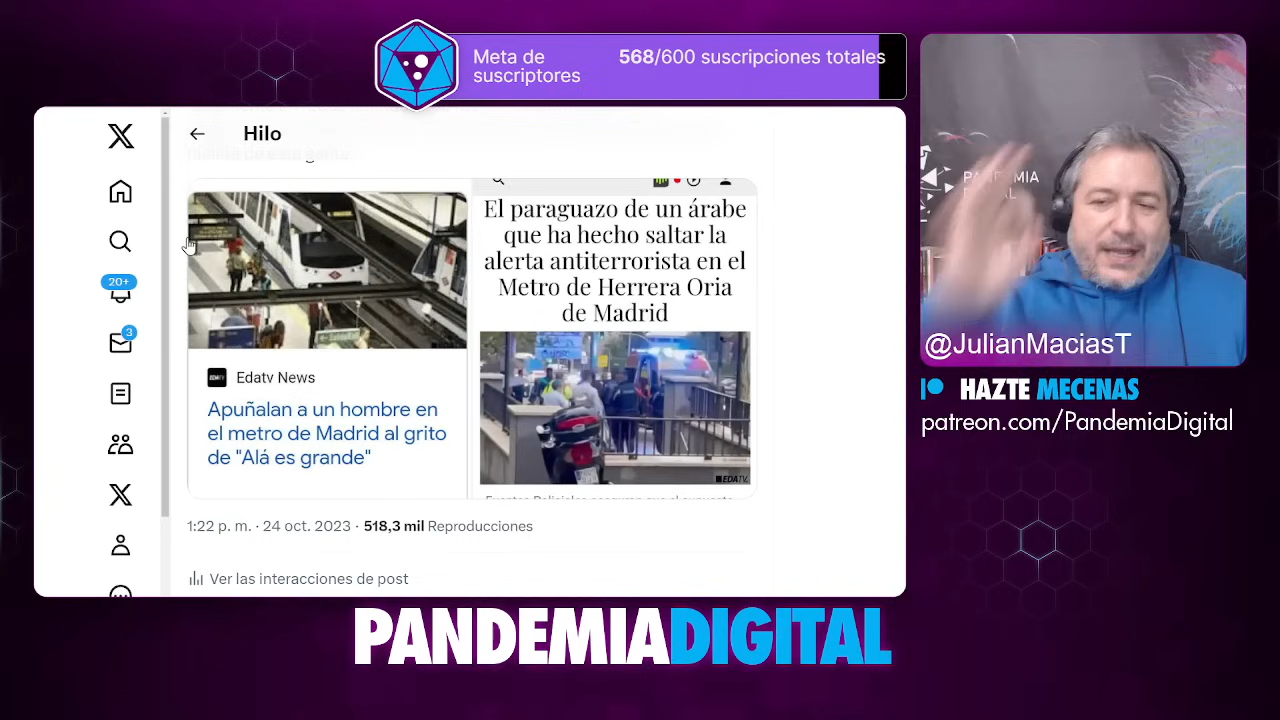 Meta de
suscriptores
568/600 suscripciones totales
Hilo
El paraguazo de un árabe
que ha hecho saltar la
alerta antiterrorista en el
Metro de Herrera Oria
de Madrid
EDATV
Edatv News
Apuñalan a un hombre en
el metro de Madrid al grito
de "Alá es grande"
1:22 p. m. · 24 oct. 2023 · 518,3 mil Reproducciones
Ver las interacciones de post
20+
3
PANDEMIA
@JulianMaciasT
HAZTE MECENAS
patreon.com/PandemiaDigital
PANDEMIADIGITAL